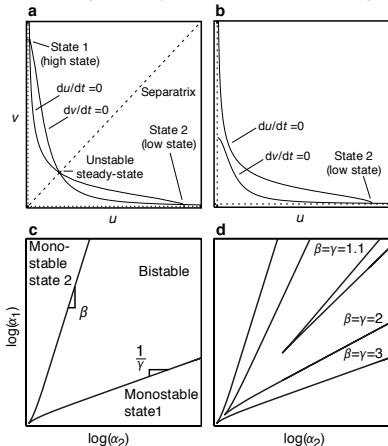 a
State 1
(high state)
du/dt =0
dv/dt=0
Separatrix
State 2
(low state)
Unstable
steady-state
v
u
b
du/dt =0
dv/dt =0
State 2
(low state)
u
c
Mono-
stable
state 2
Bistable
β
1
γ
Monostable
state1
log(α1)
log(α2)
d
β=γ=1.1
β=γ=2
β=γ=3
log(α2)